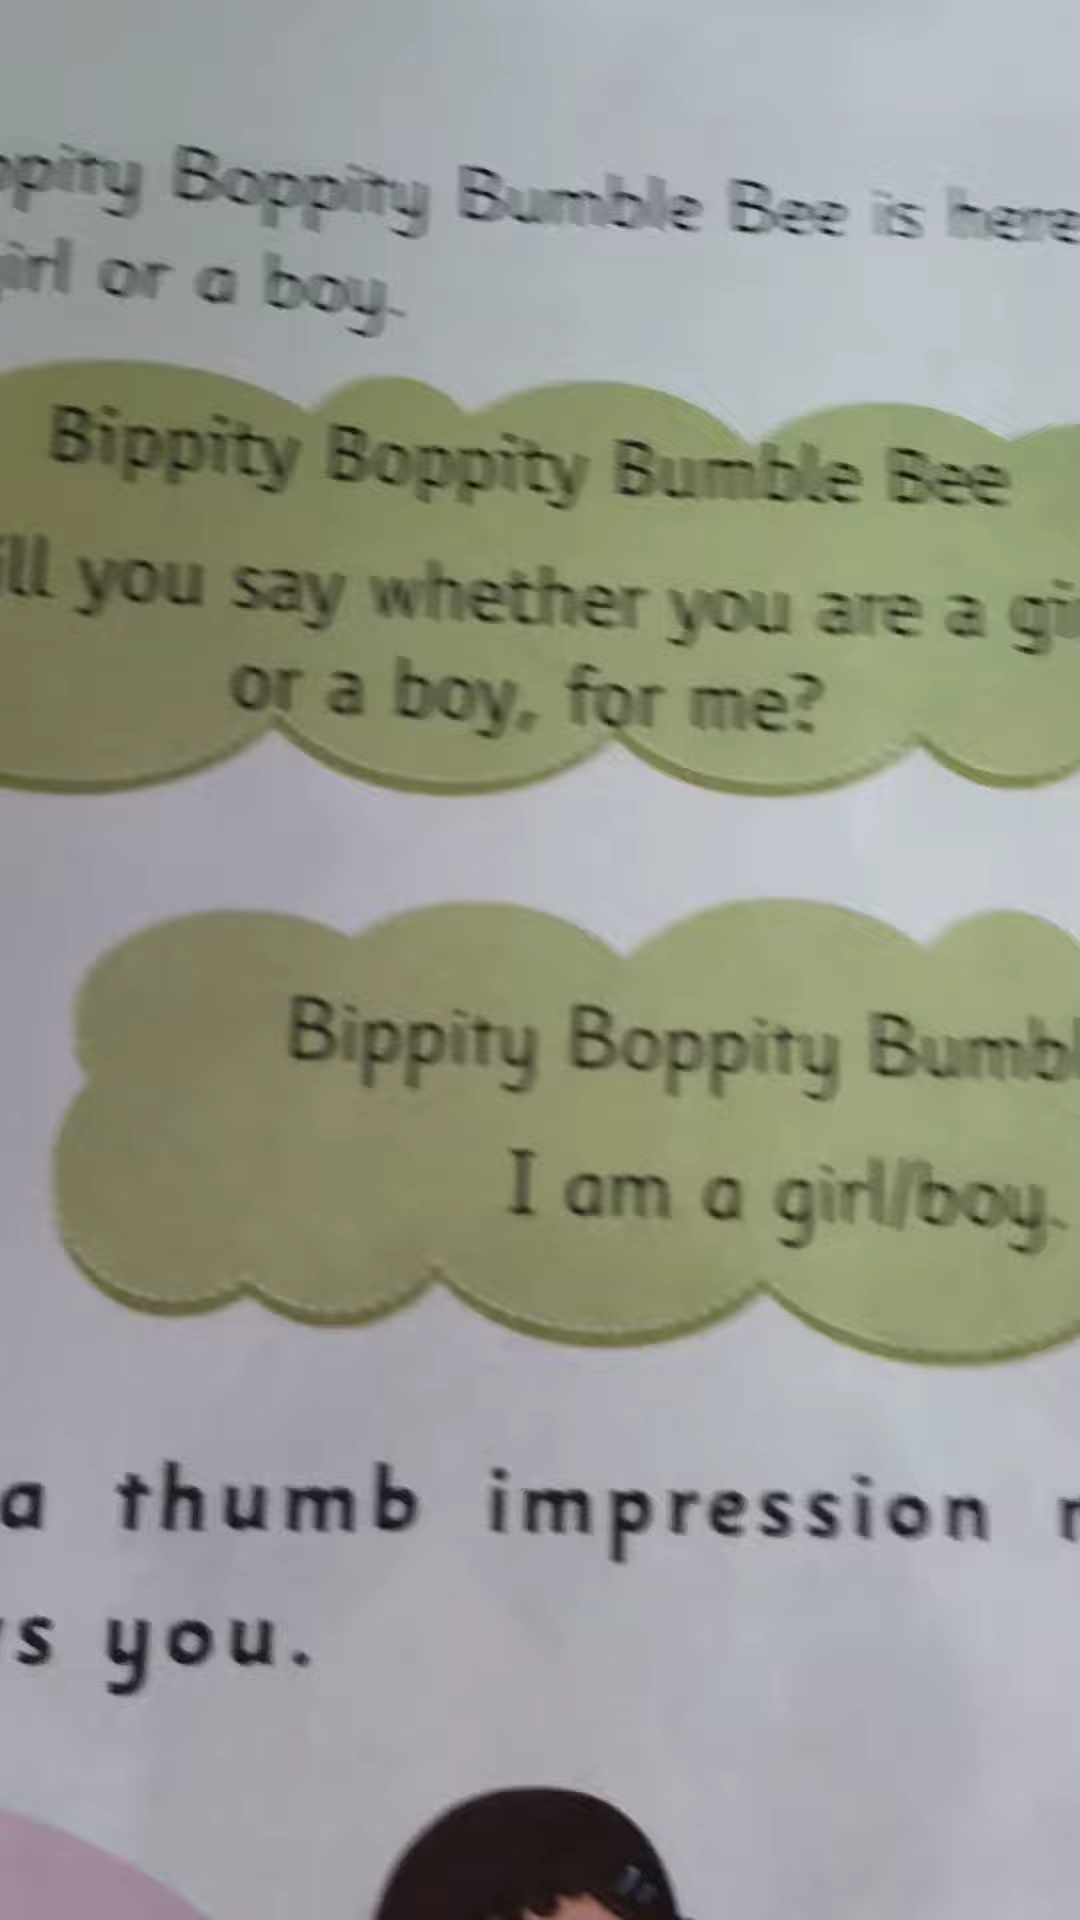 Boppity Bumble Bee is here
or a boy.
Bippity Boppity Bumble Bee
you say whether you are a
or a boy, for me?
Bippity Boppity
I am a girl/boy.
a thumb impression
you.